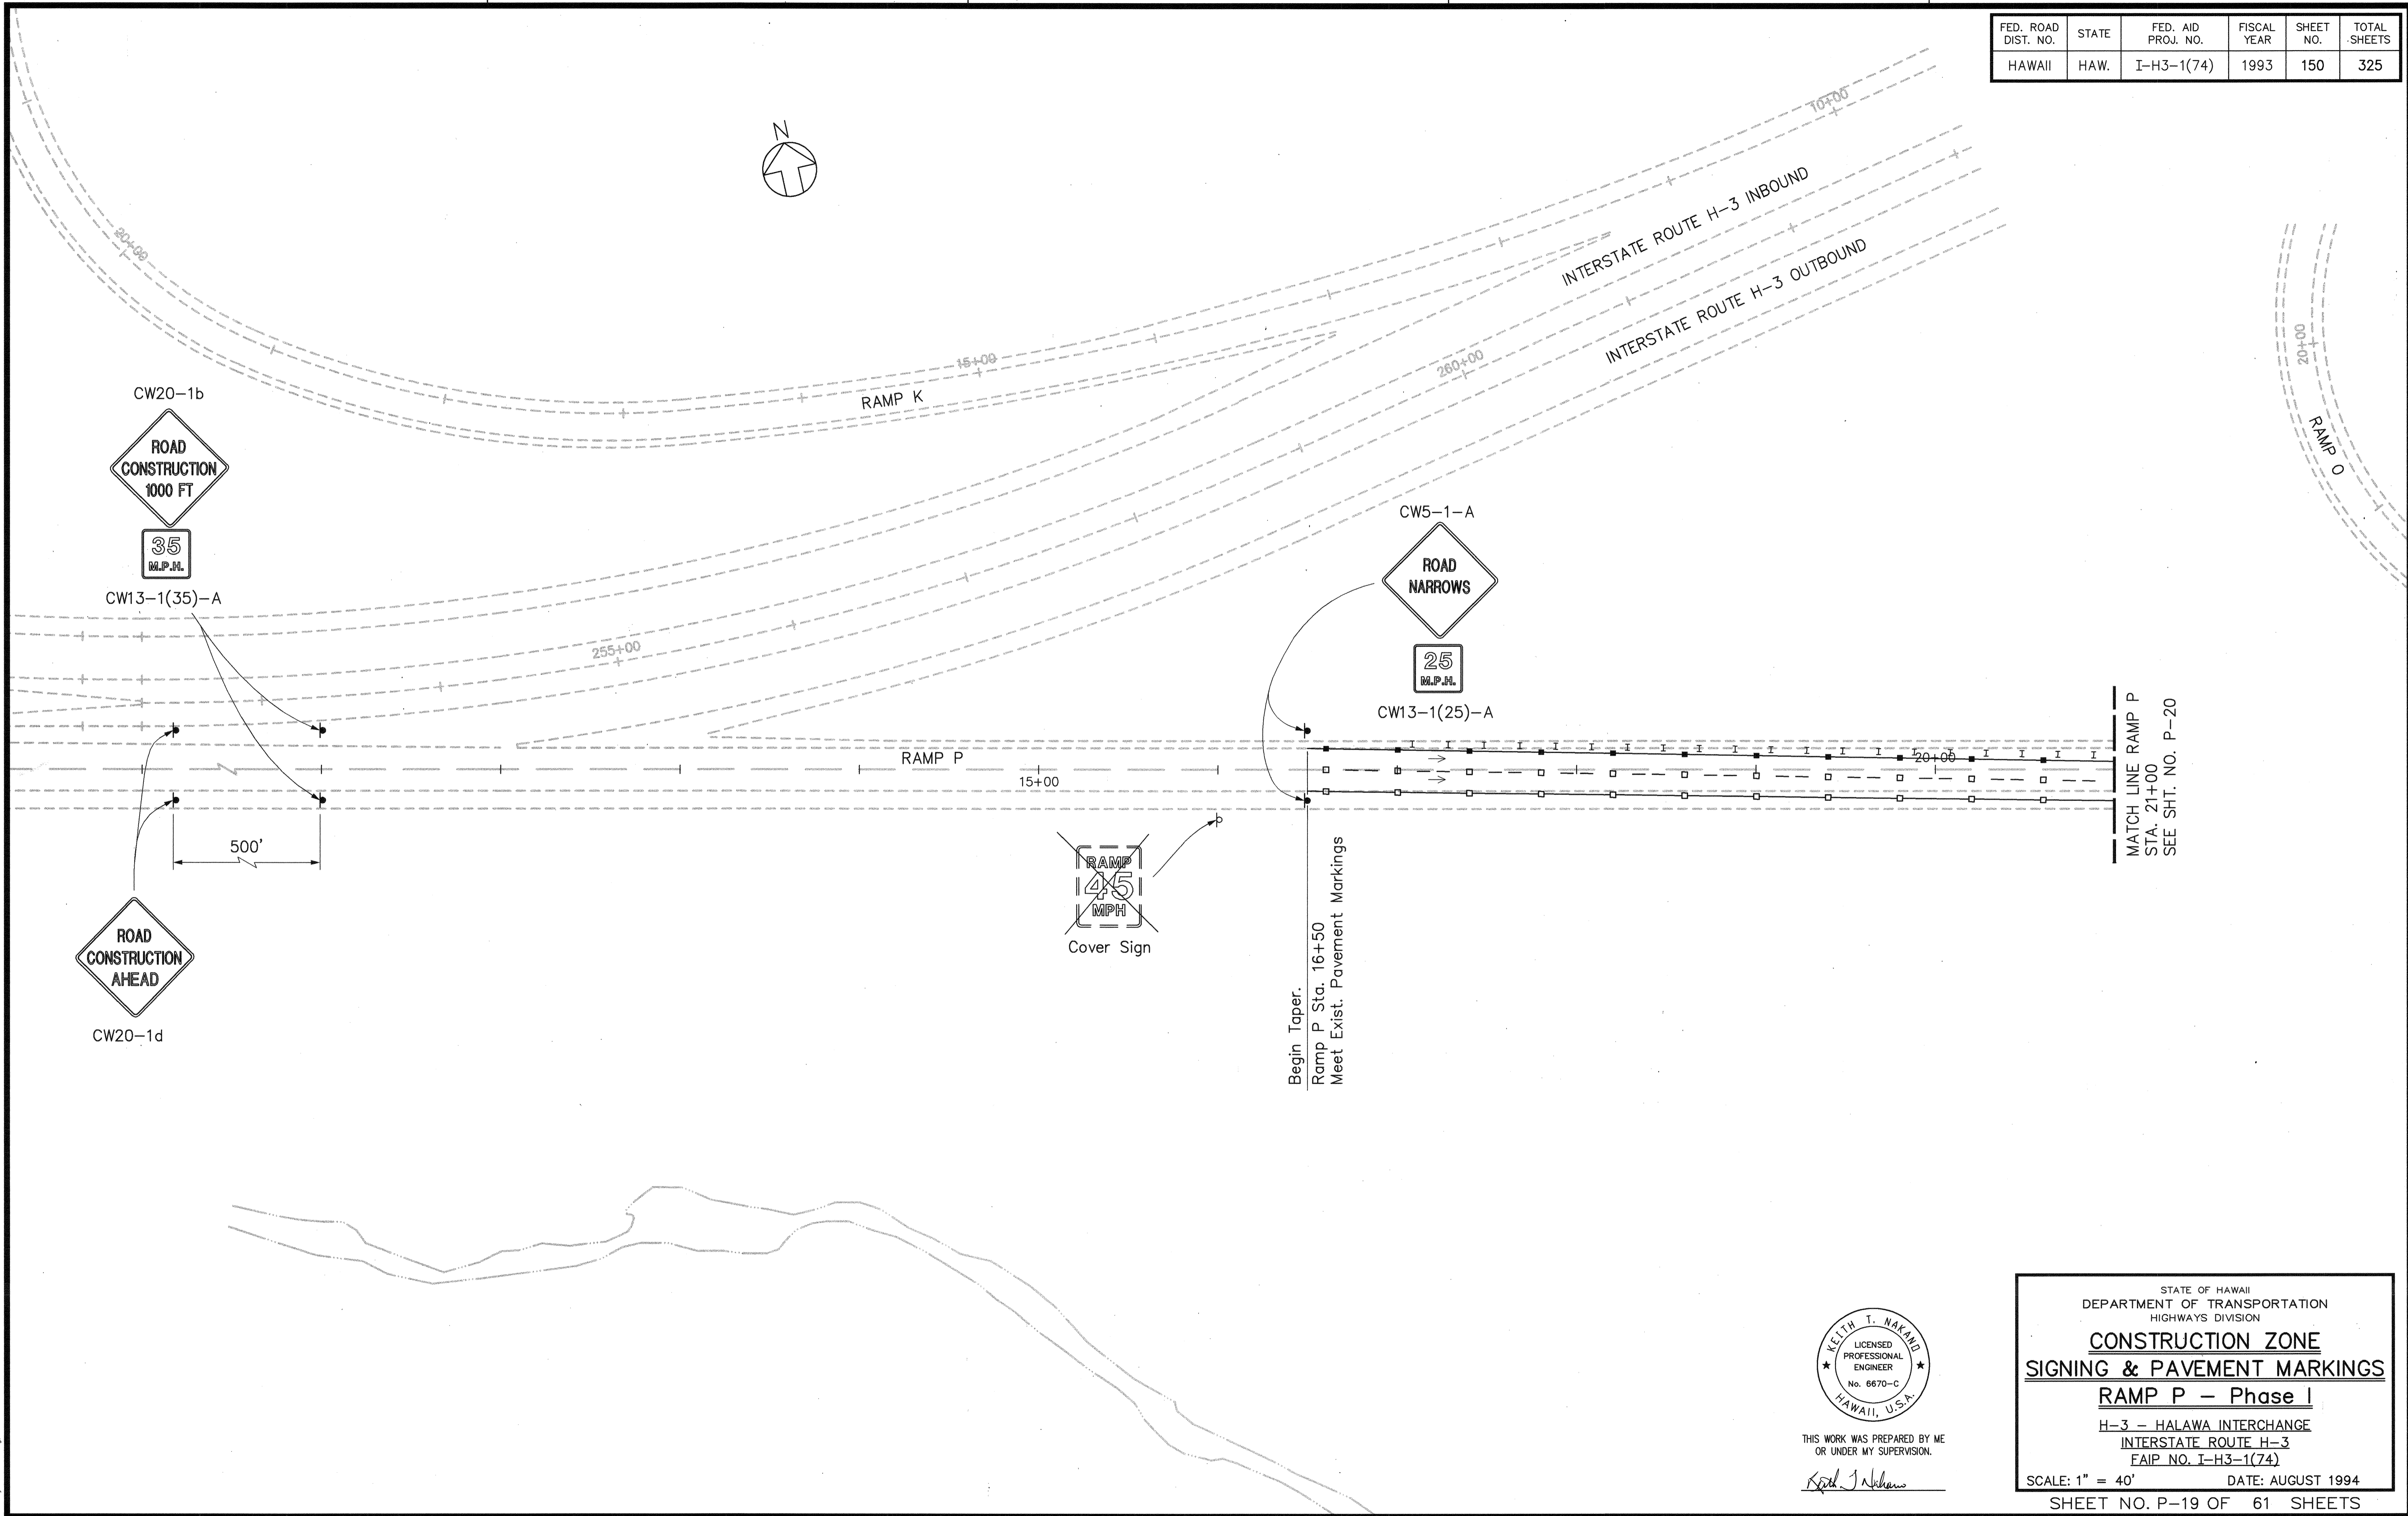 FED. ROAD DIST. NO. STATE FED. AID PROJ. NO. FISCAL YEAR SHEET NO. TOTAL SHEETS
HAWAII HAW. I-H3-1(74) 1993 150 325
N
10+00
INTERSTATE ROUTE H-3 INBOUND
INTERSTATE ROUTE H-3 OUTBOUND
20+00
15+00
260+00
20+00
RAMP K
RAMP O
CW20-1b
ROAD
CONSTRUCTION
1000 FT
35
M.P.H.
CW13-1(35)-A
255+00
CW5-1-A
ROAD
NARROWS
25
M.P.H.
CW13-1(25)-A
RAMP P
15+00
20+00
MATCH LINE RAMP P
STA. 21+00
SEE SHT. NO. P-20
500'
RAMP
45
MPH
Cover Sign
ROAD
CONSTRUCTION
AHEAD
CW20-1d
Begin Taper.
Ramp P Sta. 16+50
Meet Exist. Pavement Markings
KEITH T. NAKANO
LICENSED
PROFESSIONAL
ENGINEER
No. 6670-C
HAWAII, U.S.A.
THIS WORK WAS PREPARED BY ME
OR UNDER MY SUPERVISION.
STATE OF HAWAII
DEPARTMENT OF TRANSPORTATION
HIGHWAYS DIVISION
CONSTRUCTION ZONE
SIGNING & PAVEMENT MARKINGS
RAMP P - Phase I
H-3 - HALAWA INTERCHANGE
INTERSTATE ROUTE H-3
FAIP NO. I-H3-1(74)
SCALE: 1" = 40' DATE: AUGUST 1994
SHEET NO. P-19 OF 61 SHEETS